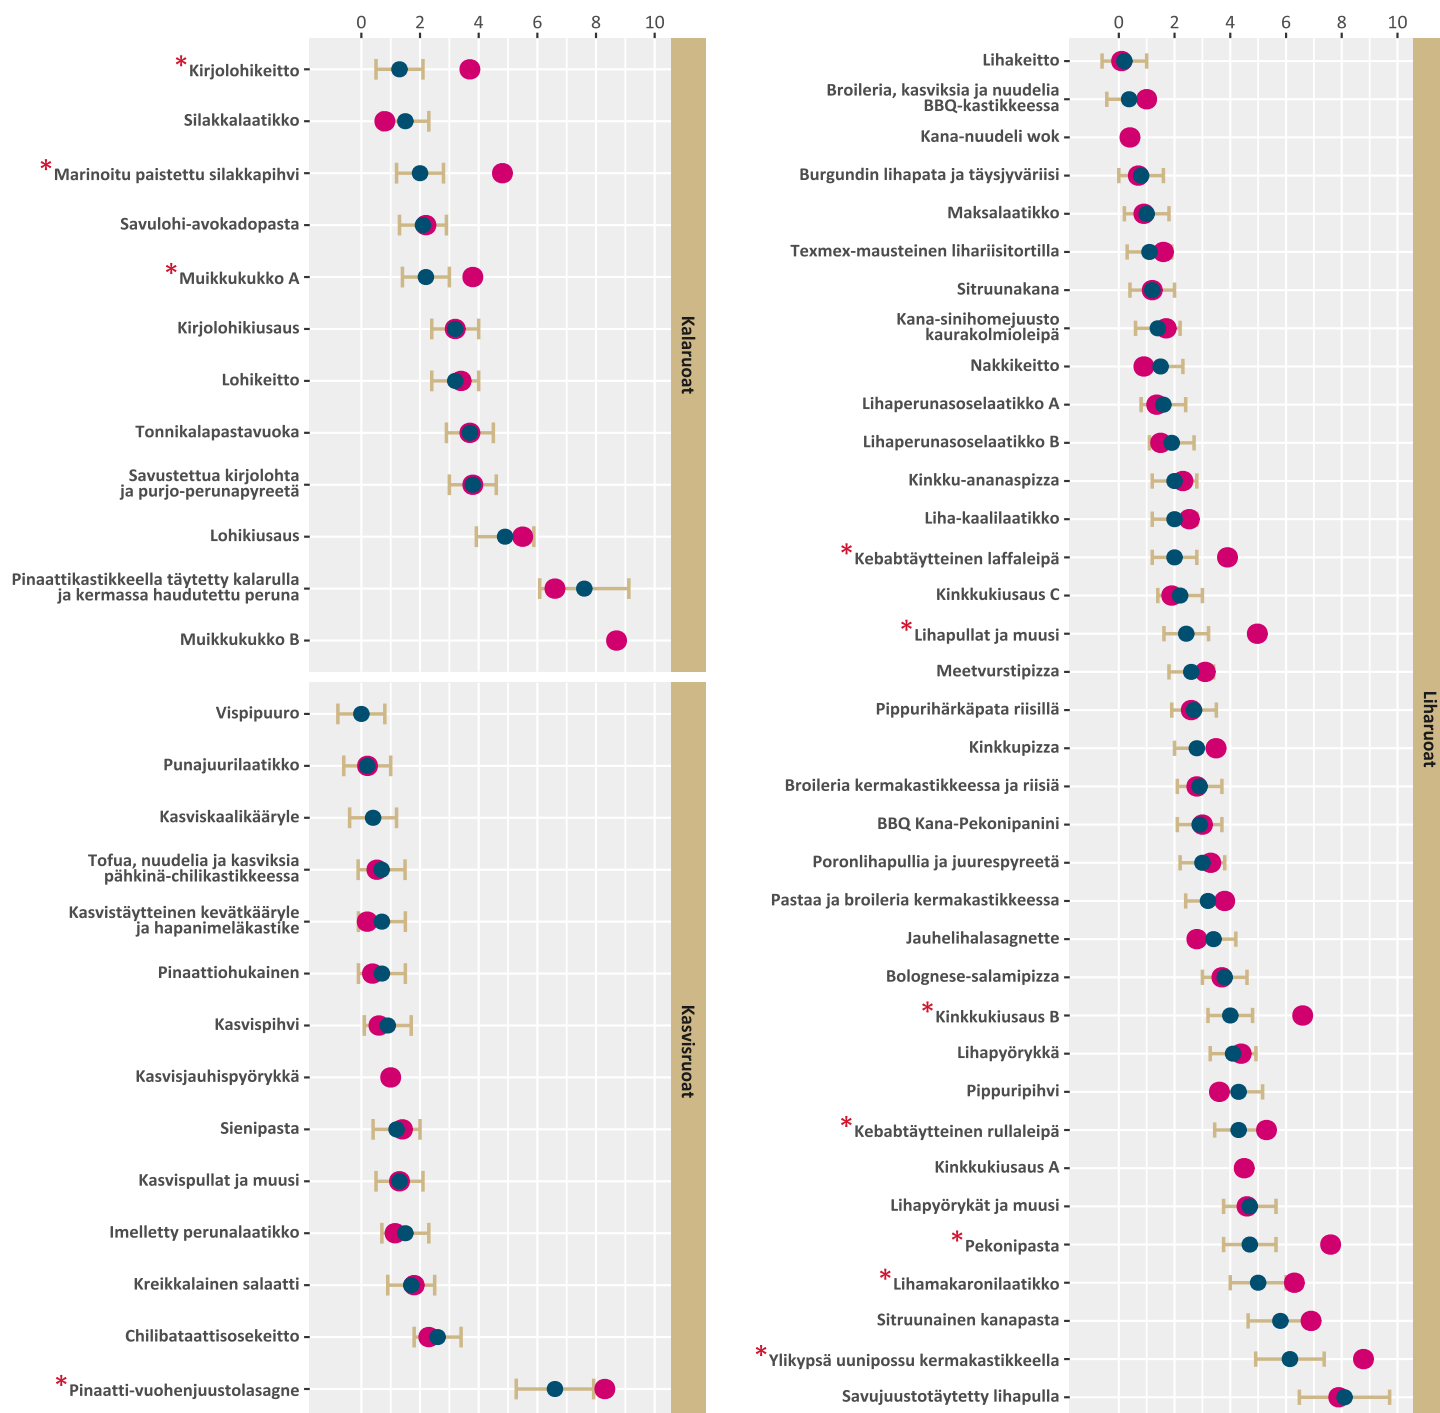 0 2 4 6 8 10
*Kirjolohikeitto
Silakkalaatikko
*Marinoitu paistettu silakkapihvi
Savulohi-avokadopasta
*Muikkukukko A
Kirjolohikiusaus
Lohikeitto
Tonnikalapastavuoka
Savustettua kirjolohta
ja purjo-perunapyreetä
Lohikiusaus
Pinaattikastikkeella täytetty kalarulla
ja kermassa haudutettu peruna
Muikkukukko B
Kalaruoat
Vispipuuro
Punajuurilaatikko
Kasviskaalikääryle
Tofua, nuudelia ja kasviksia
pähkinä-chilikastikkeessa
Kasvistäytteinen kevätkääryle
ja hapanimeläkastike
Pinaattiohukainen
Kasvispihvi
Kasvisjauhispyörykkä
Sienipasta
Kasvispullat ja muusi
Imelletty perunalaatikko
Kreikkalainen salaatti
Chilibataattisosekeitto
*Pinaatti-vuohenjuustolasagne
Kasvisruoat
0 2 4 6 8 10
Lihakeitto
Broileria, kasviksia ja nuudelia
BBQ-kastikkeessa
Kana-nuudeli wok
Burgundin lihapata ja täysjyväriisi
Maksalaatikko
Texmex-mausteinen lihariisitortilla
Sitruunakana
Kana-sinihomejuusto
kaurakolmioleipä
Nakkikeitto
Lihaperunasoselaatikko A
Lihaperunasoselaatikko B
Kinkku-ananaspizza
Liha-kaalilaatikko
*Kebabtäytteinen laffaleipä
Kinkkukiusaus C
*Lihapullat ja muusi
Meetvurstipizza
Pippurihärkäpata riisillä
Kinkkupizza
Broileria kermakastikkeessa ja riisiä
BBQ Kana-Pekonipanini
Poronlihapullia ja juurespyreetä
Pastaa ja broileria kermakastikkeessa
Jauhelihalasagnette
Bolognese-salamipizza
*Kinkkukiusaus B
Lihapyörykkä
Pippuripihvi
*Kebabtäytteinen rullaleipä
Kinkkukiusaus A
Lihapyörykät ja muusi
*Pekonipasta
*Lihamakaronilaatikko
Sitruunainen kanapasta
*Ylikypsä uunipossu kermakastikkeella
Savujuustotäytetty lihapulla
Liharuoat